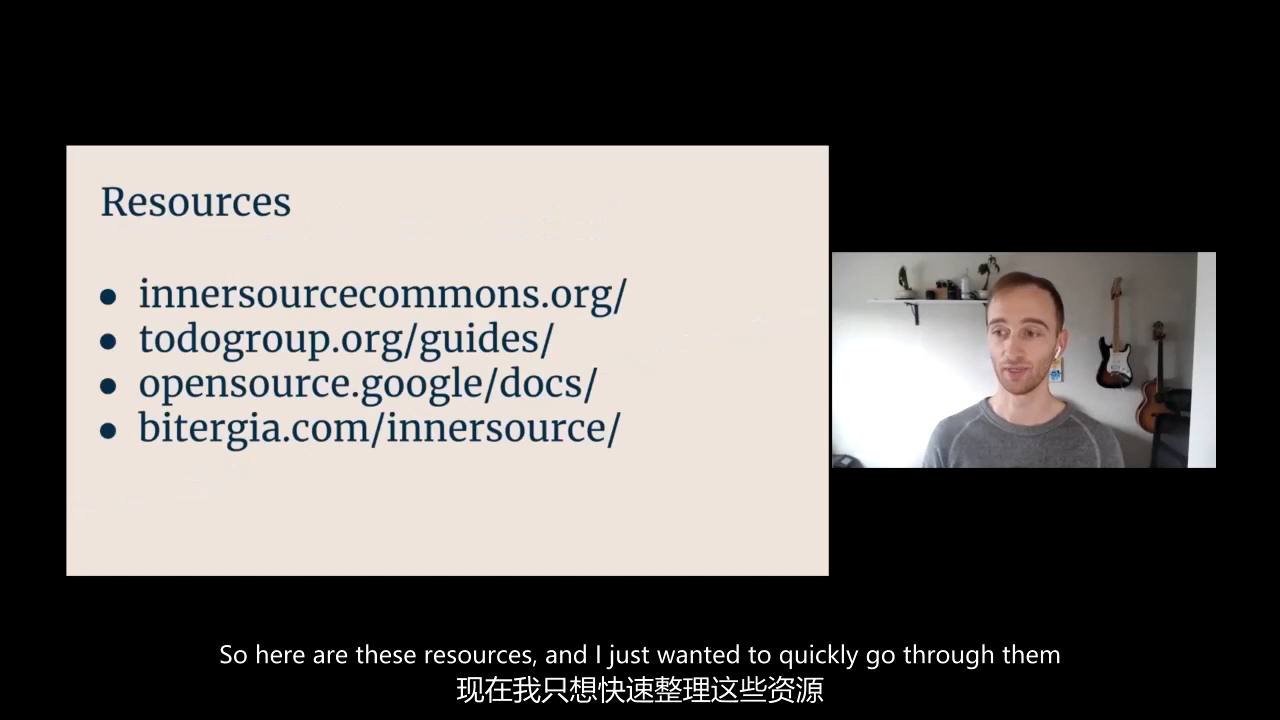 Resources
• innersourcecommons.org/
• todogroup.org/guides/
• opensource.google/docs/
• bitergia.com/innersource/
So here are these resources, and I just wanted to quickly go through them
现在我只想快速整理这些资源